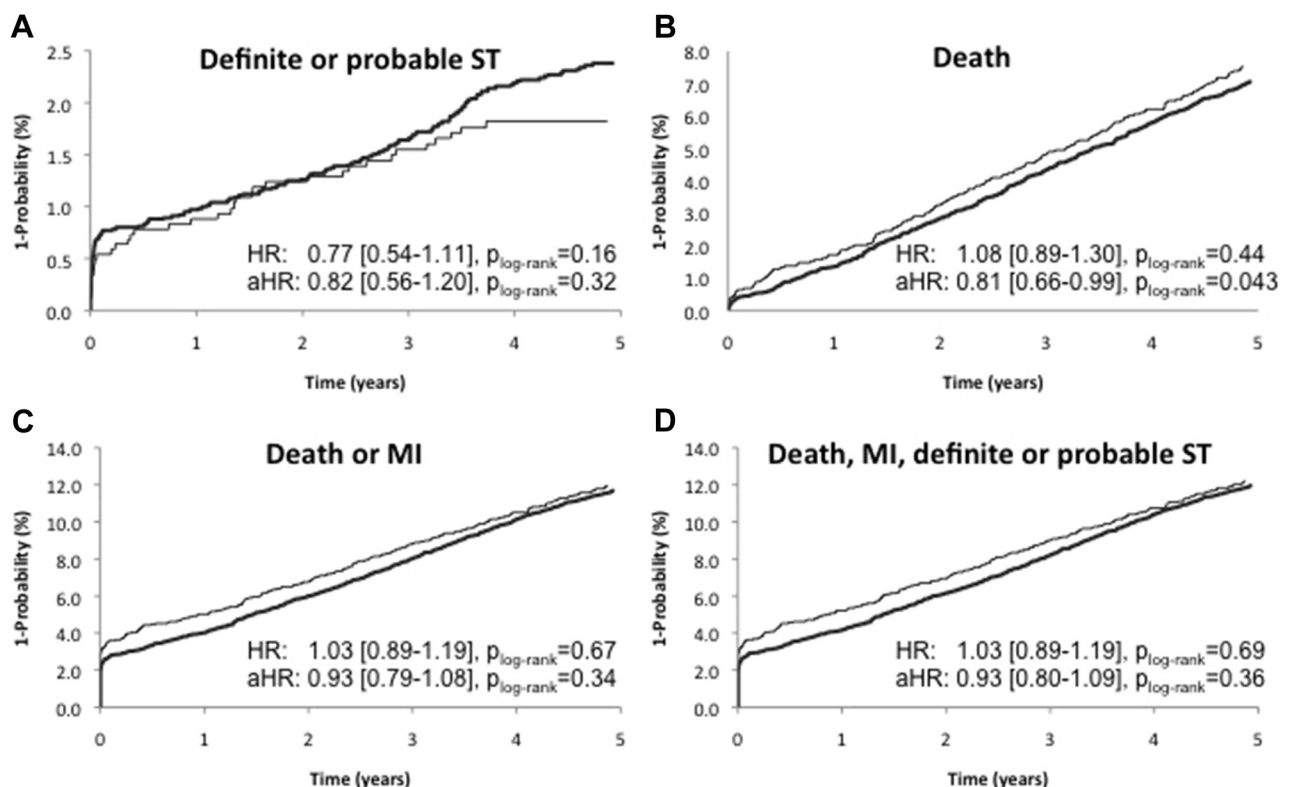 A
Definite or probable ST
1-Probability (%)
2.5
2.0
1.5
1.0
0.5
0.0
HR: 0.77 [0.54-1.11], plog-rank=0.16
aHR: 0.82 [0.56-1.20], plog-rank=0.32
0 1 2 3 4 5
Time (years)
B
Death
1-Probability (%)
8.0
7.0
6.0
5.0
4.0
3.0
2.0
1.0
0.0
HR: 1.08 [0.89-1.30], plog-rank=0.44
aHR: 0.81 [0.66-0.99], plog-rank=0.043
0 1 2 3 4 5
Time (years)
C
Death or MI
1-Probability (%)
14.0
12.0
10.0
8.0
6.0
4.0
2.0
0.0
HR: 1.03 [0.89-1.19], plog-rank=0.67
aHR: 0.93 [0.79-1.08], plog-rank=0.34
0 1 2 3 4 5
Time (years)
D
Death, MI, definite or probable ST
1-Probability (%)
14.0
12.0
10.0
8.0
6.0
4.0
2.0
0.0
HR: 1.03 [0.89-1.19], plog-rank=0.69
aHR: 0.93 [0.80-1.09], plog-rank=0.36
0 1 2 3 4 5
Time (years)